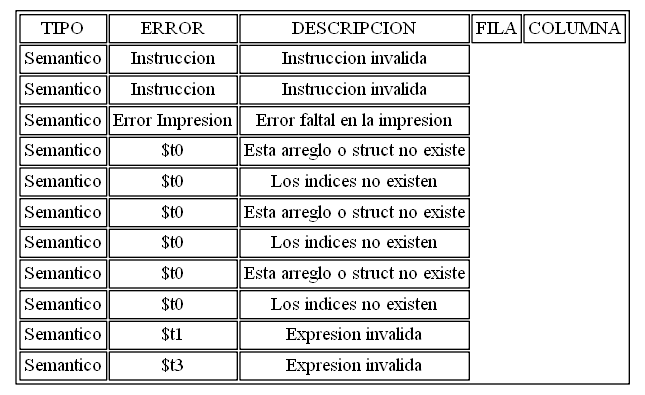 TIPO ERROR DESCRIPCION FILA COLUMNA
Semantico Instruccion Instruccion invalida
Semantico Instruccion Instruccion invalida
Semantico Error Impresion Error faltal en la impresion
Semantico $t0 Esta arreglo o struct no existe
Semantico $t0 Los indices no existen
Semantico $t0 Esta arreglo o struct no existe
Semantico $t0 Los indices no existen
Semantico $t0 Esta arreglo o struct no existe
Semantico $t0 Los indices no existen
Semantico $t1 Expresion invalida
Semantico $t3 Expresion invalida